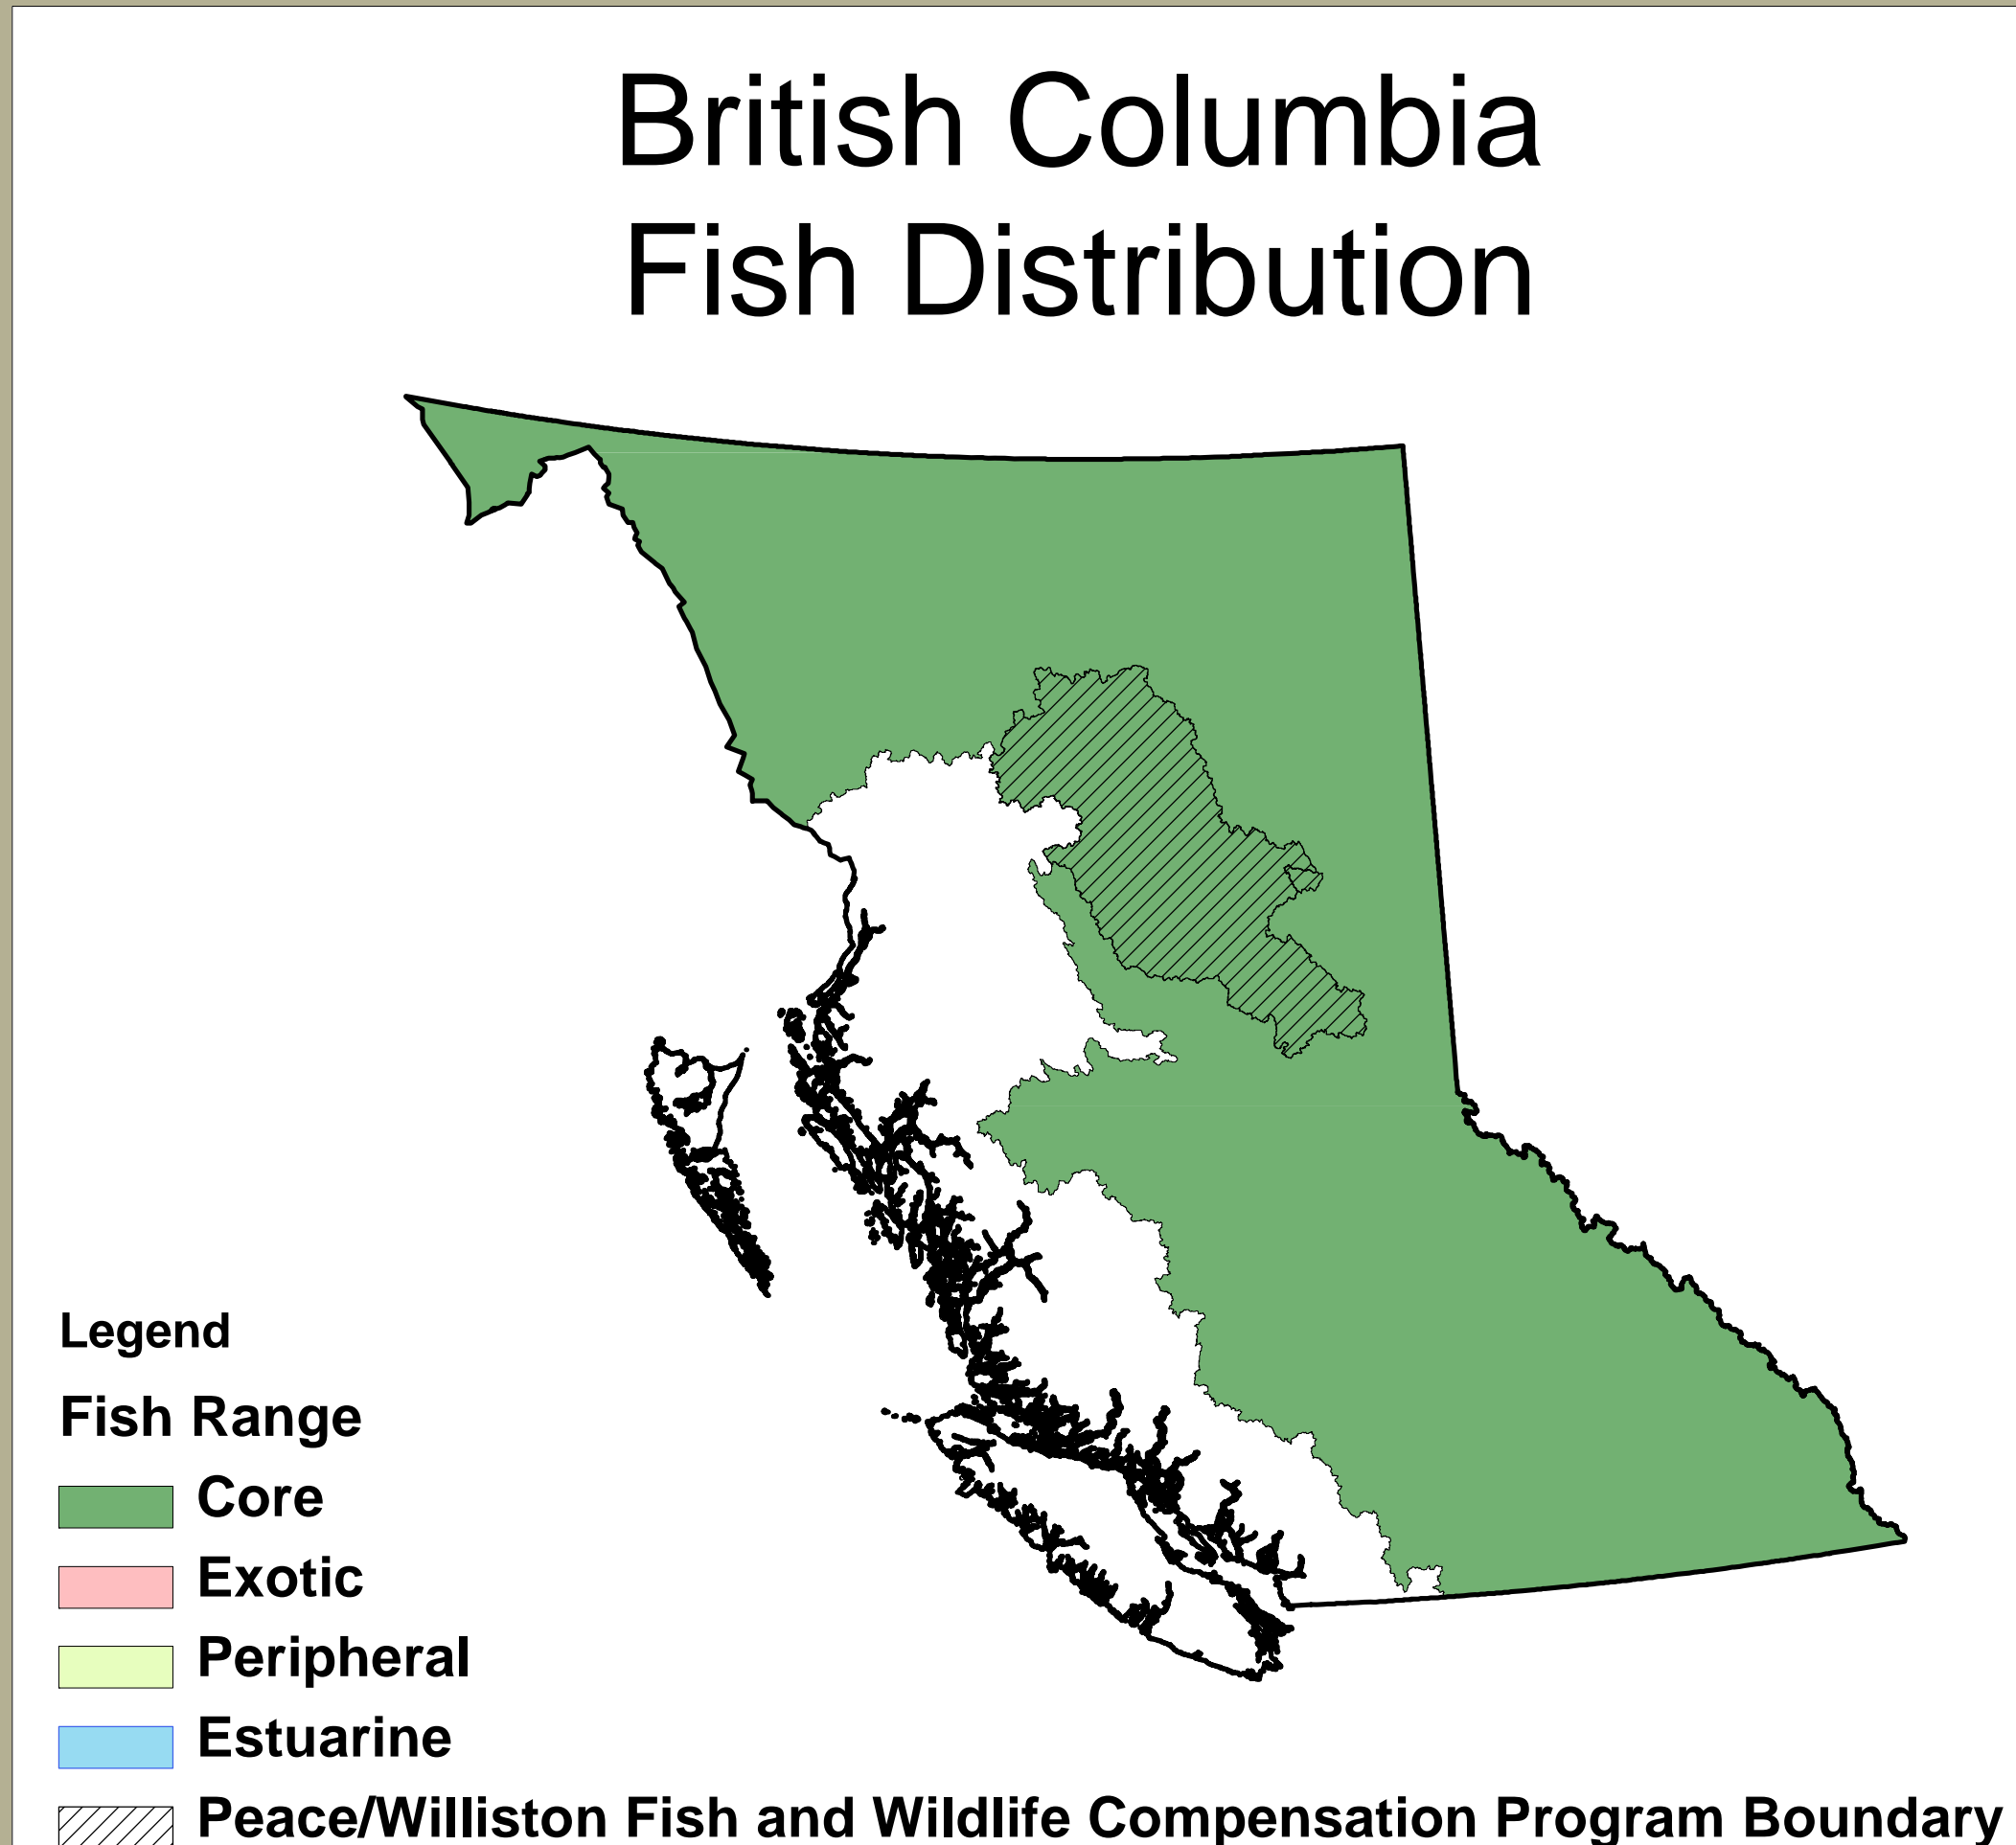 British Columbia
Fish Distribution
Legend
Fish Range
Core
Exotic
Peripheral
Estuarine
Peace/Williston Fish and Wildlife Compensation Program Boundary